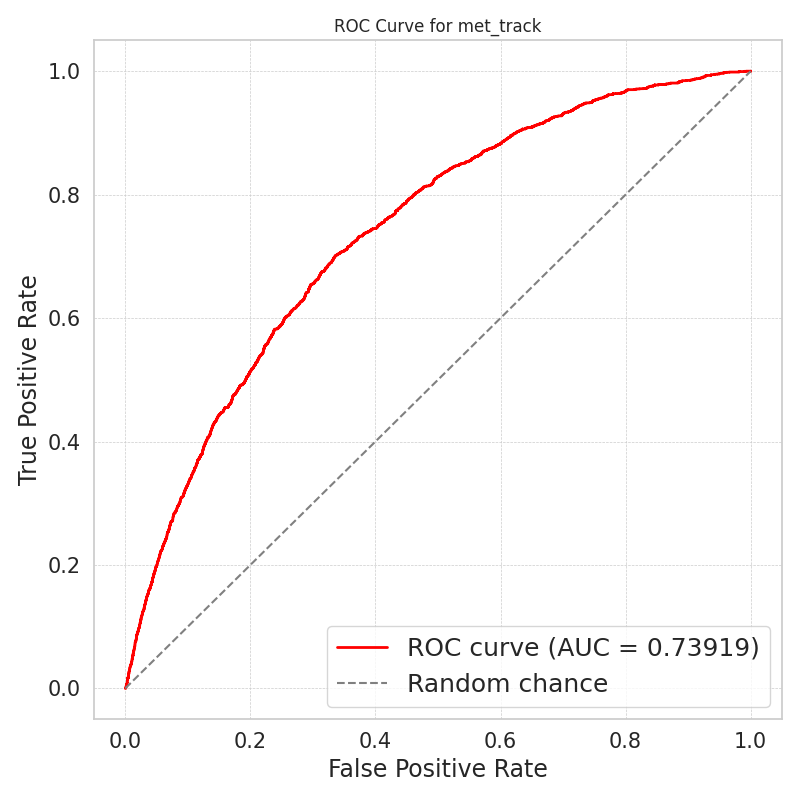 ROC Curve for met_track
1.0
0.8
0.6
0.4
0.2
0.0
True Positive Rate
ROC curve (AUC = 0.73919)
Random chance
0.0 0.2 0.4 0.6 0.8 1.0
False Positive Rate